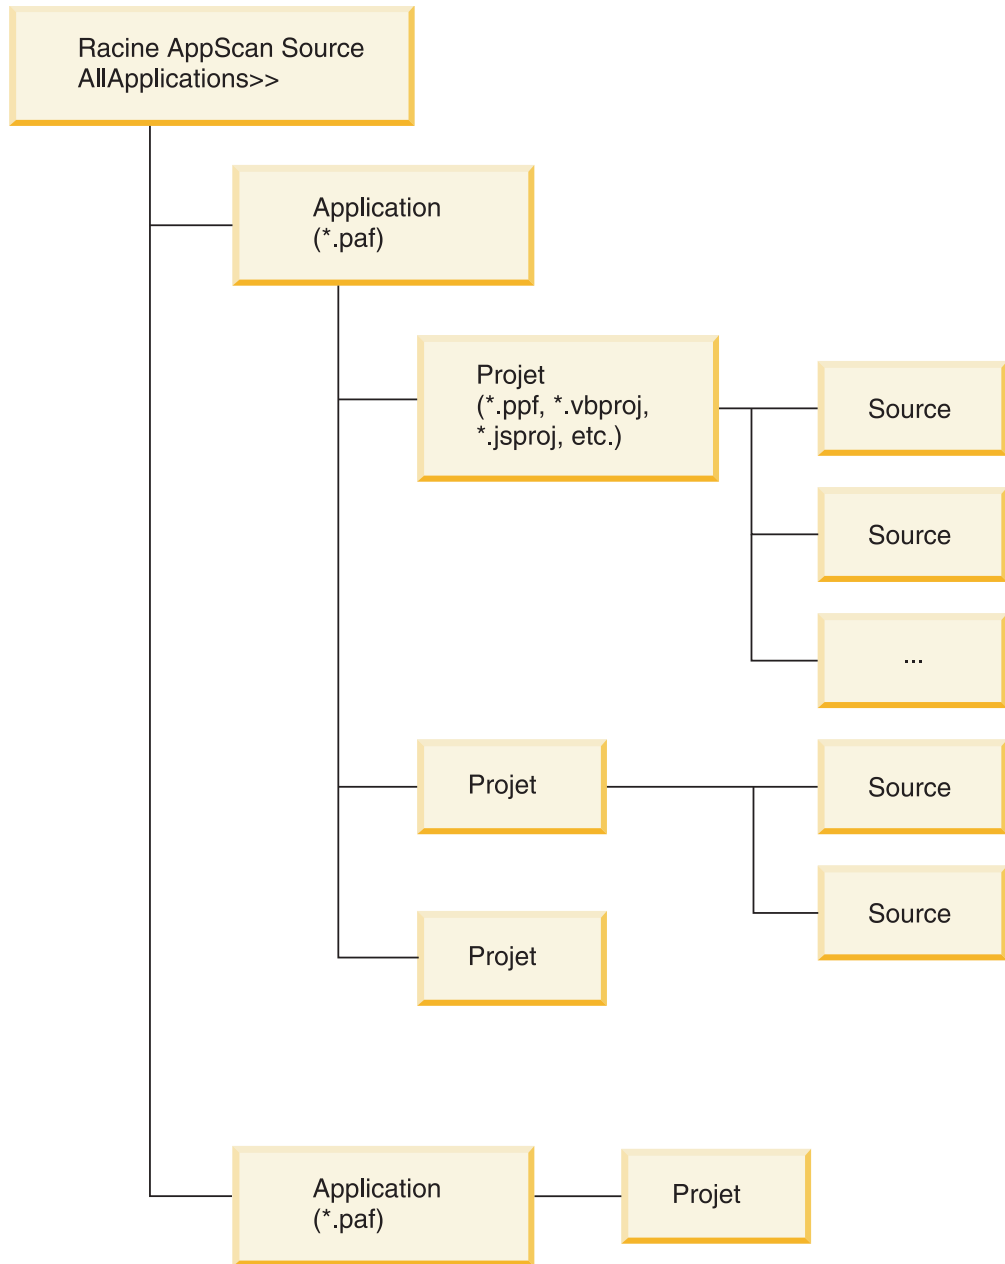 Racine AppScan Source
AllApplications>>
Application
(*.paf)
Projet
(*.ppf, *.vbproj,
*.jsproj, etc.)
Source
Source
...
Projet
Source
Source
Projet
Application
(*.paf)
Projet